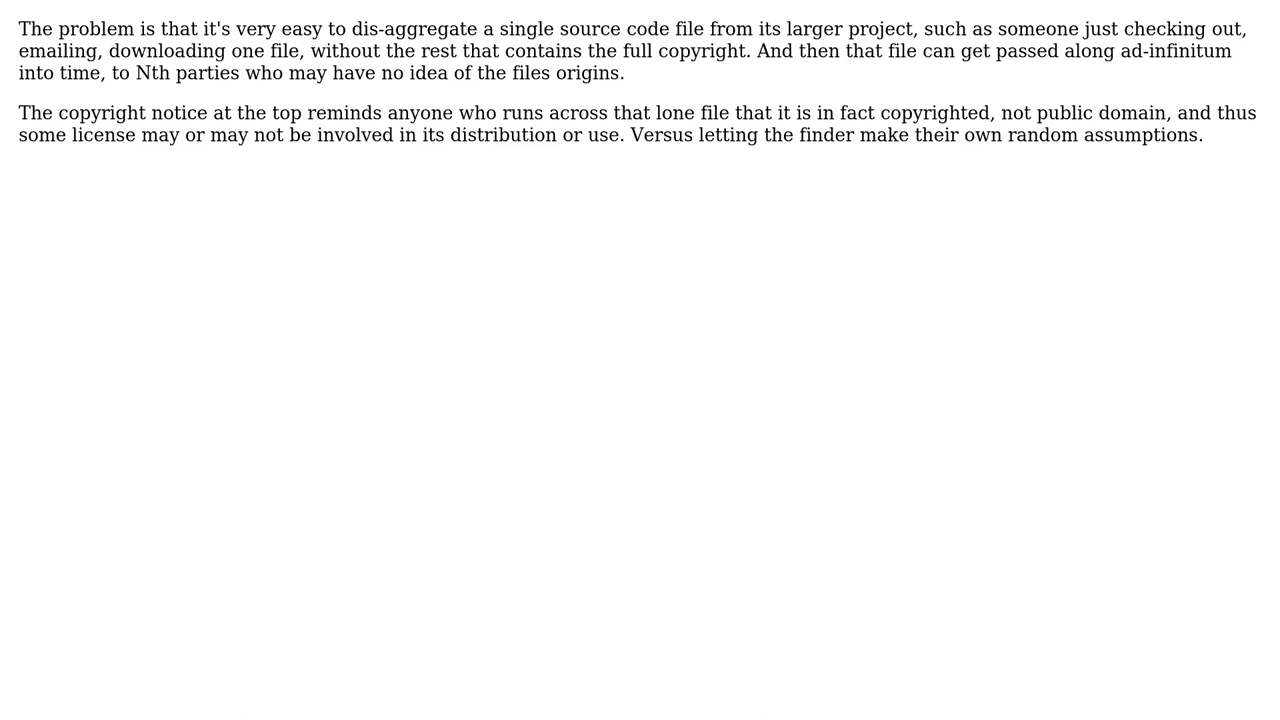 The problem is that it's very easy to dis-aggregate a single source code file from its larger project, such as someone just checking out,
emailing, downloading one file, without the rest that contains the full copyright. And then that file can get passed along ad-infinitum
into time, to Nth parties who may have no idea of the files origins.
The copyright notice at the top reminds anyone who runs across that lone file that it is in fact copyrighted, not public domain, and thus
some license may or may not be involved in its distribution or use. Versus letting the finder make their own random assumptions.